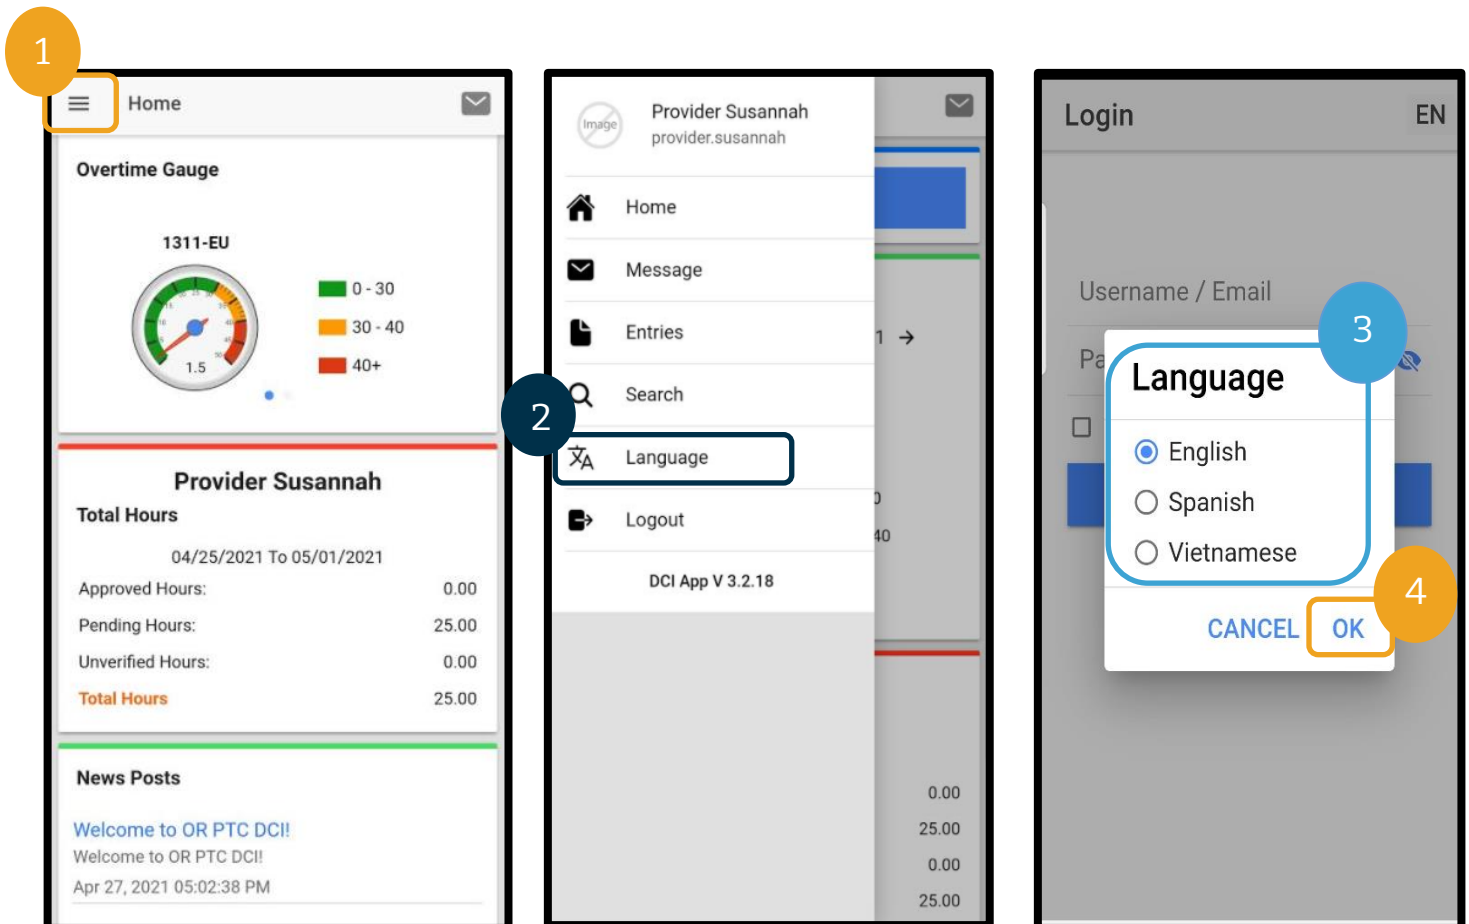 1
Home
Overtime Gauge
1311-EU
0 - 30
30 - 40
40+
1.5
Provider Susannah
Total Hours
04/25/2021 To 05/01/2021
Approved Hours: 0.00
Pending Hours: 25.00
Unverified Hours: 0.00
Total Hours 25.00
News Posts
Welcome to OR PTC DCI!
Welcome to OR PTC DCI!
Apr 27, 2021 05:02:38 PM
Image
Provider Susannah
provider.susannah
Home
Message
Entries
1
Search
2
Language
Logout
40
DCI App V 3.2.18
0.00
25.00
0.00
25.00
Login EN
Username / Email
Pa
3
Language
English
Spanish
Vietnamese
4
CANCEL OK